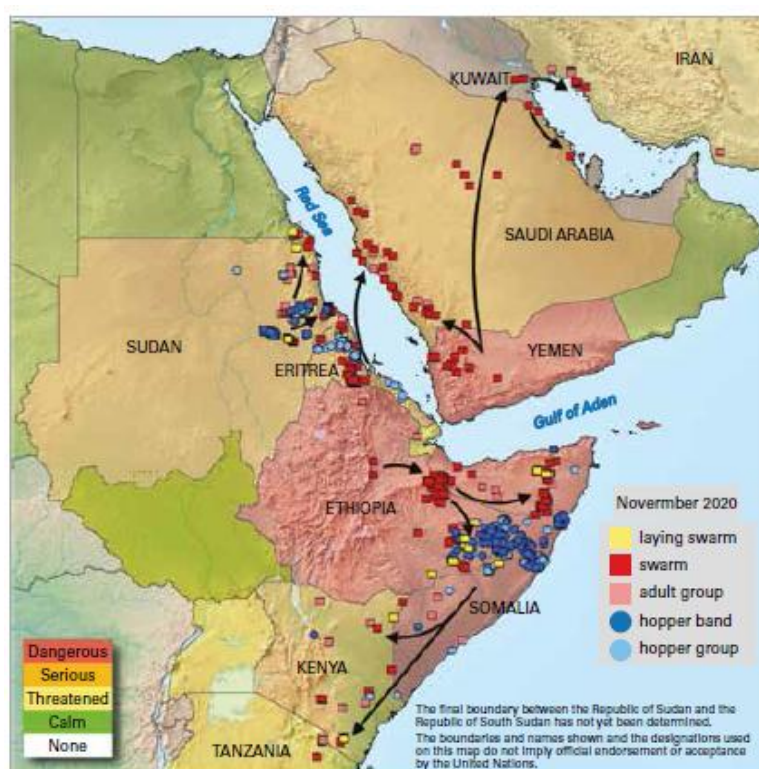 IRAN
KUWAIT
Red Sea
SAUDI ARABIA
SUDAN
ERITREA
YEMEN
Gulf of Aden
ETHIOPIA
Novermber 2020
laying swarm
swarm
adult group
hopper band
hopper group
SOMALIA
Dangerous
Serious
Threatened
Calm
None
KENYA
TANZANIA
The final boundary between the Republic of Sudan and the
Republic of South Sudan has not yet been determined.
The boundaries and names shown and the designations used
on this map do not imply official endorsement or acceptance
by the United Nations.